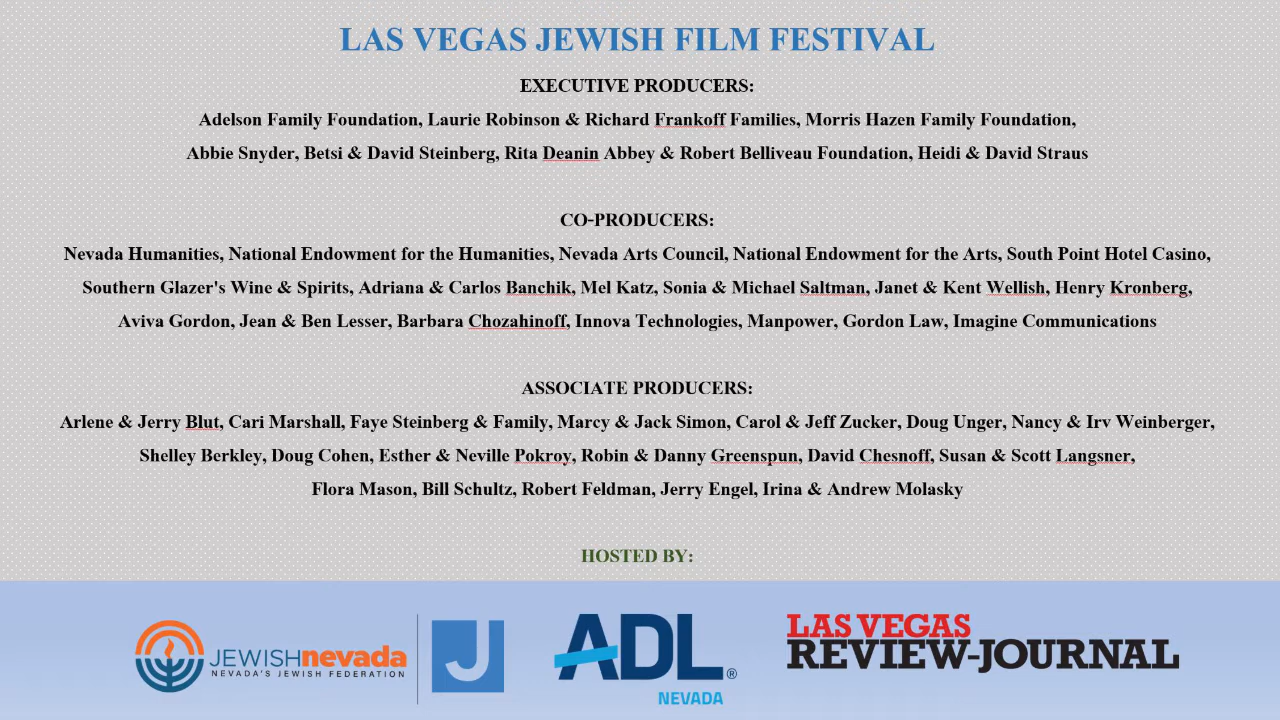 LAS VEGAS JEWISH FILM FESTIVAL
EXECUTIVE PRODUCERS:
Adelson Family Foundation, Laurie Robinson & Richard Frankoff Families, Morris Hazen Family Foundation,
Abbie Snyder, Betsi & David Steinberg, Rita Deanin Abbey & Robert Belliveau Foundation, Heidi & David Straus
CO-PRODUCERS:
Nevada Humanities, National Endowment for the Humanities, Nevada Arts Council, National Endowment for the Arts, South Point Hotel Casino,
Southern Glazer's Wine & Spirits, Adriana & Carlos Banchik, Mel Katz, Sonia & Michael Saltman, Janet & Kent Wellish, Henry Kronberg,
Aviva Gordon, Jean & Ben Lesser, Barbara Chozahinoff, Innova Technologies, Manpower, Gordon Law, Imagine Communications
ASSOCIATE PRODUCERS:
Arlene & Jerry Blut, Cari Marshall, Faye Steinberg & Family, Marcy & Jack Simon, Carol & Jeff Zucker, Doug Unger, Nancy & Irv Weinberger,
Shelley Berkley, Doug Cohen, Esther & Neville Pokroy, Robin & Danny Greenspun, David Chesnoff, Susan & Scott Langsner,
Flora Mason, Bill Schultz, Robert Feldman, Jerry Engel, Irina & Andrew Molasky
HOSTED BY:
JEWISHnevada
NEVADA'S JEWISH FEDERATION
J
ADL®
NEVADA
LAS VEGAS
REVIEW-JOURNAL